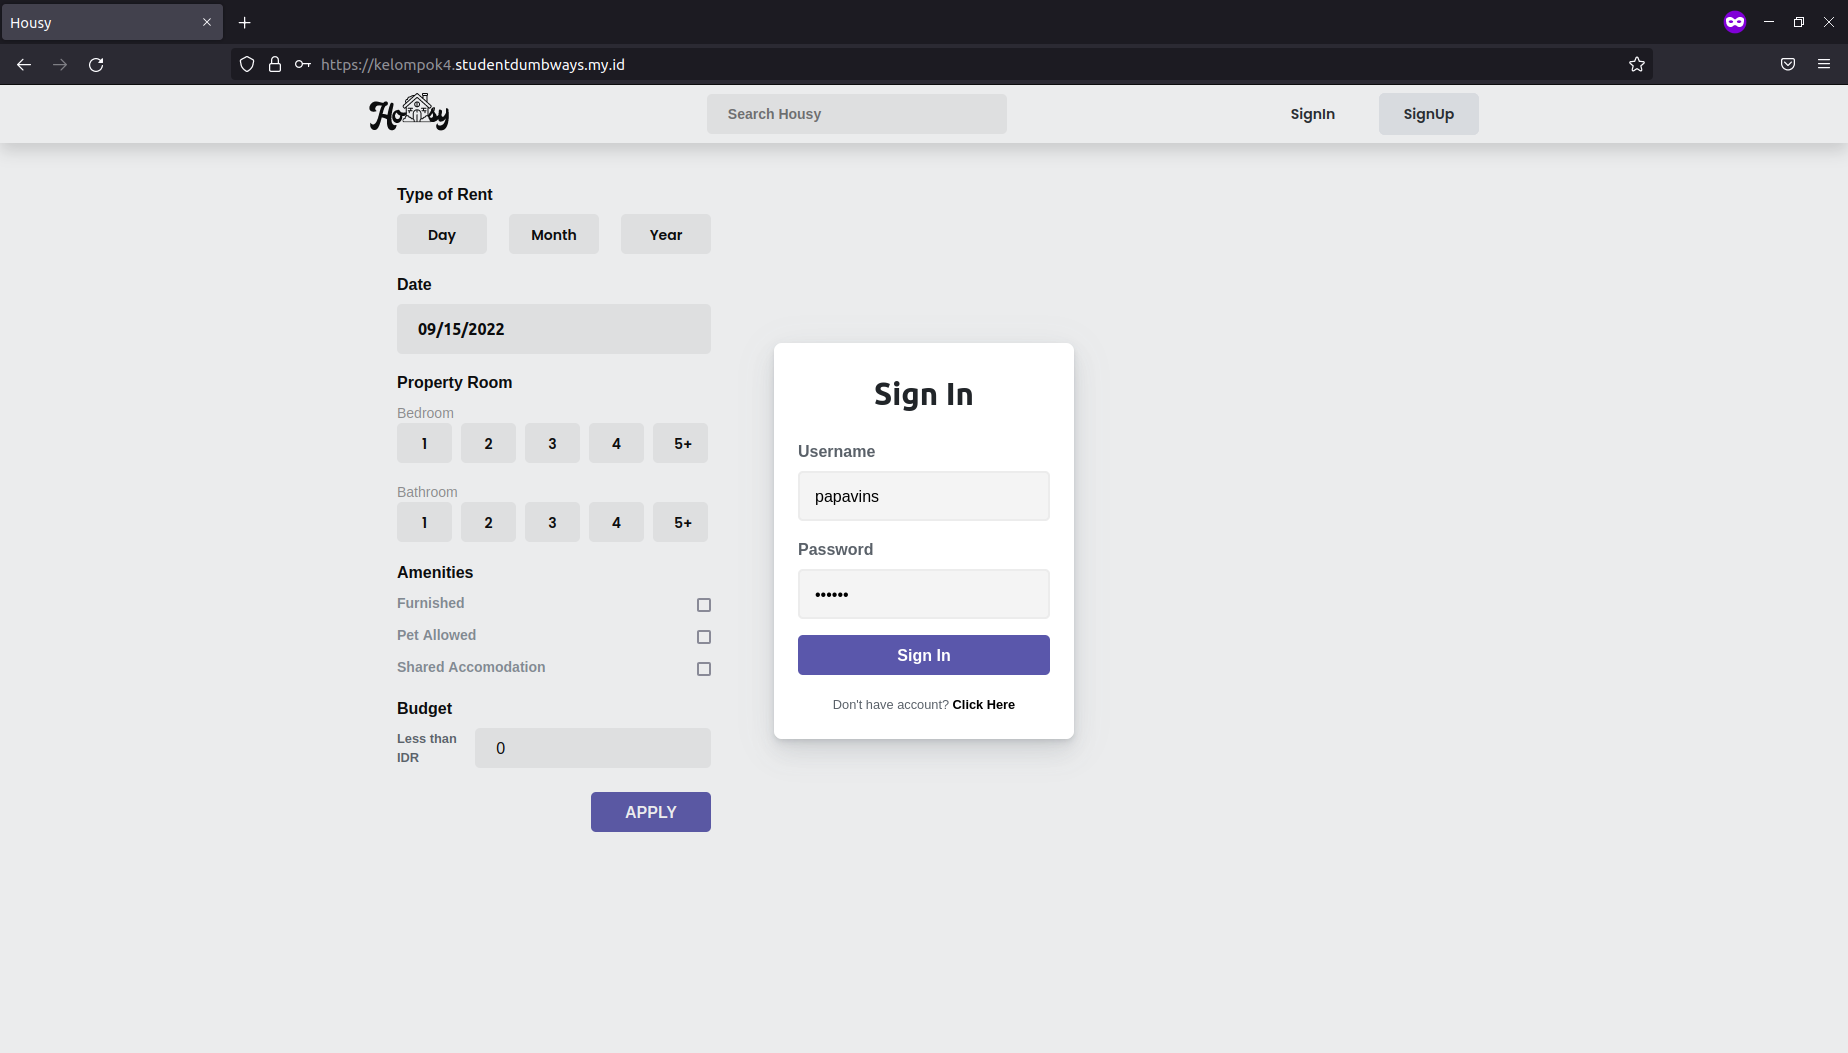 Housy
https://kelompok4.studentdumbways.my.id
Housy
Search Housy
SignIn
SignUp
Type of Rent
Day Month Year
Date
09/15/2022
Property Room
Bedroom
1 2 3 4 5+
Bathroom
1 2 3 4 5+
Amenities
Furnished
Pet Allowed
Shared Accomodation
Budget
Less than
IDR
0
APPLY
Sign In
Username
papavins
Password
••••••
Sign In
Don't have account? Click Here